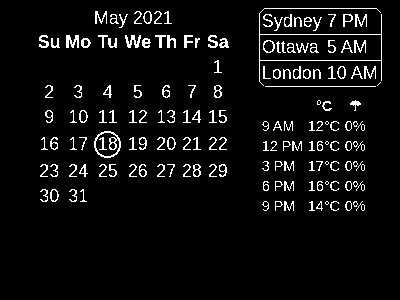 May 2021
Su Mo Tu We Th Fr Sa
1
2 3 4 5 6 7 8
9 10 11 12 13 14 15
16 17 18 19 20 21 22
23 24 25 26 27 28 29
30 31
Sydney 7 PM
Ottawa 5 AM
London 10 AM
°C ☂
9 AM 12°C 0%
12 PM 16°C 0%
3 PM 17°C 0%
6 PM 16°C 0%
9 PM 14°C 0%